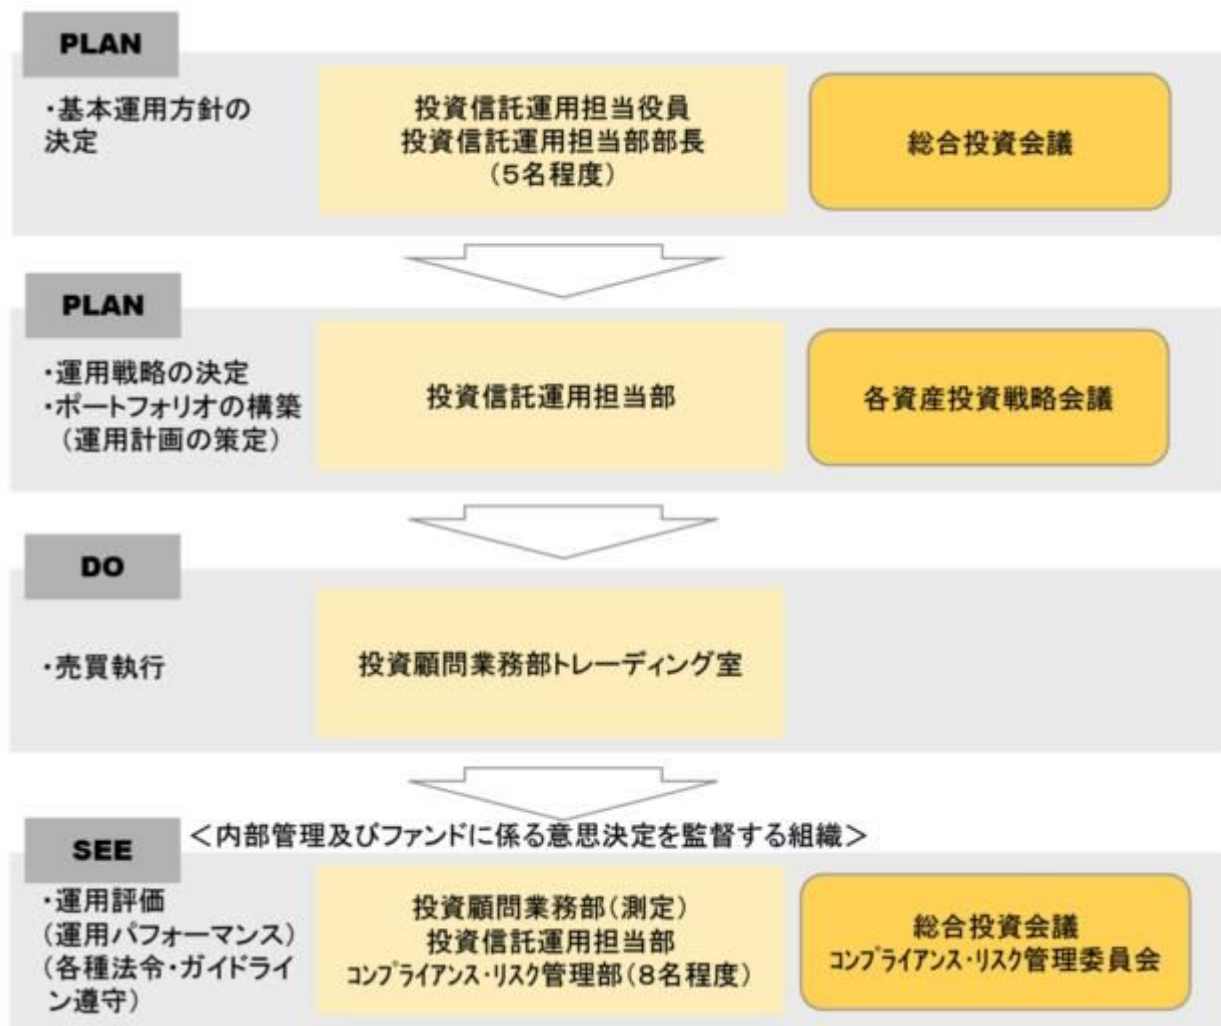 PLAN
・基本運用方針の
決定
投資信託運用担当役員
投資信託運用担当部部長
(5名程度)
総合投資会議
PLAN
・運用戦略の決定
・ポートフォリオの構築
(運用計画の策定)
投資信託運用担当部
各資産投資戦略会議
DO
・売買執行
投資顧問業務部トレーディング室
SEE
＜内部管理及びファンドに係る意思決定を監督する組織＞
・運用評価
(運用パフォーマンス)
(各種法令・ガイドライ
ン遵守)
投資顧問業務部(測定)
投資信託運用担当部
コンプライアンス・リスク管理部(8名程度)
総合投資会議
コンプライアンス・リスク管理委員会